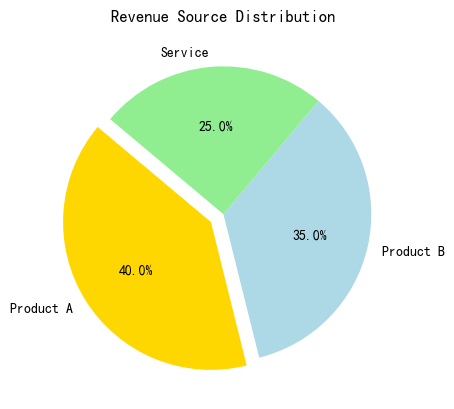 Revenue Source Distribution
Service
25.0%
35.0%
Product B
40.0%
Product A